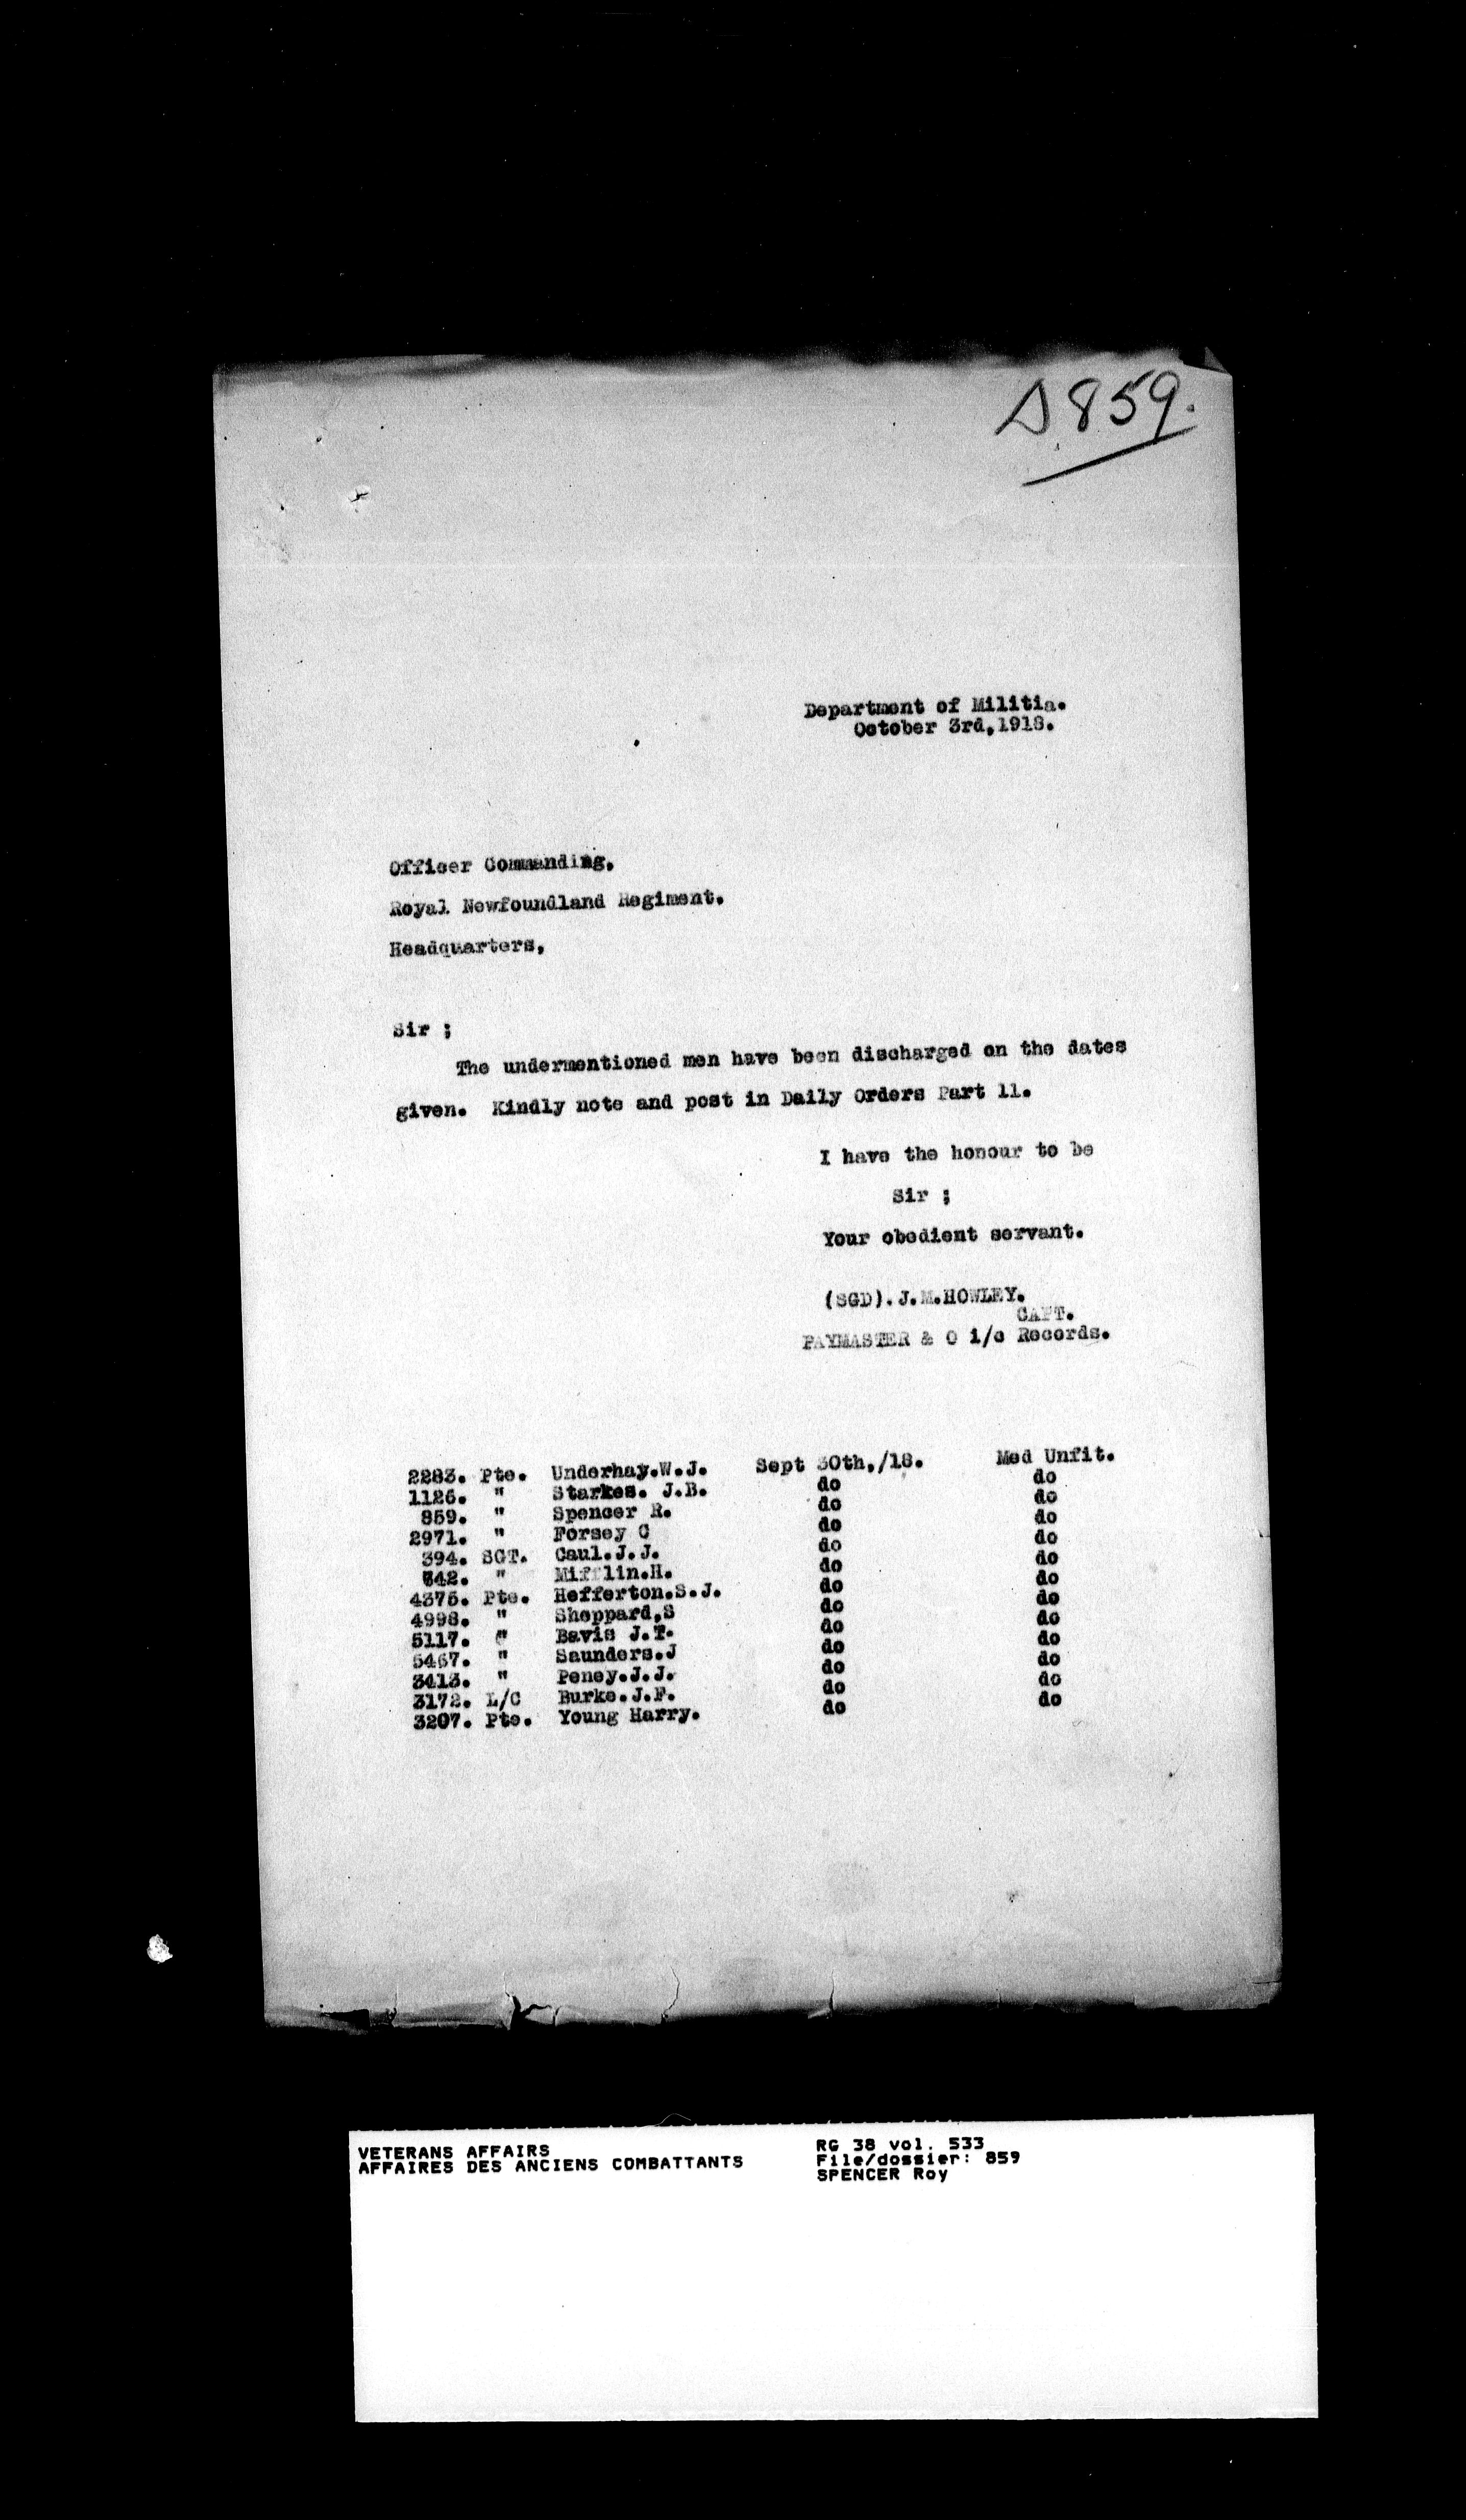 D859.
Department of Militia.
October 3rd,1918.
Officer Commanding,
Royal Newfoundland Regiment.
Headquarters,
Sir ;
The undermentioned men have been discharged on the dates
given. Kindly note and post in Daily Orders Part 11.
I have the honour to be
Sir ;
Your obedient servant.
(SGD).J.M.HOWLEY.
CAPT.
PAYMASTER & O i/c Records.
2283. Pte. Underhay.W.J. Sept 30th,/18. Med Unfit.
1126. " Starkes. J.B. do do
859. " Spencer R. do do
2971. " Forsey C do do
394. SGT. Caul.J.J. do do
" Mifflin.H. do do
4375. Pte. Hefferton.S.J. do do
4998. " Sheppard,S do do
5117. " Bavis J.T. do do
5467. " Saunders.J do do
3413. " Peney.J.J. do do
3172. L/C Burke.J.F. do do
3207. Pte. Young Harry. do do
VETERANS AFFAIRS
AFFAIRES DES ANCIENS COMBATTANTS
RG 38 vol. 533
File/dossier: 859
SPENCER Roy